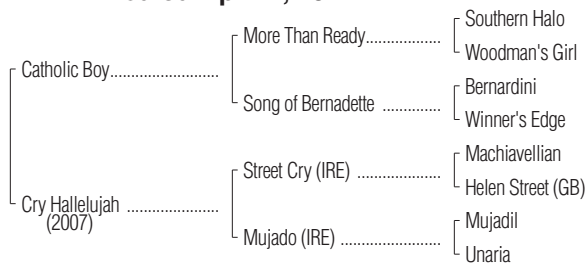 Southern Halo
More Than Ready
Woodman's Girl
Catholic Boy
Bernardini
Song of Bernadette
Winner's Edge
Machiavellian
Street Cry (IRE)
Helen Street (GB)
Cry Hallelujah
(2007)
Mujadil
Mujado (IRE)
Unaria